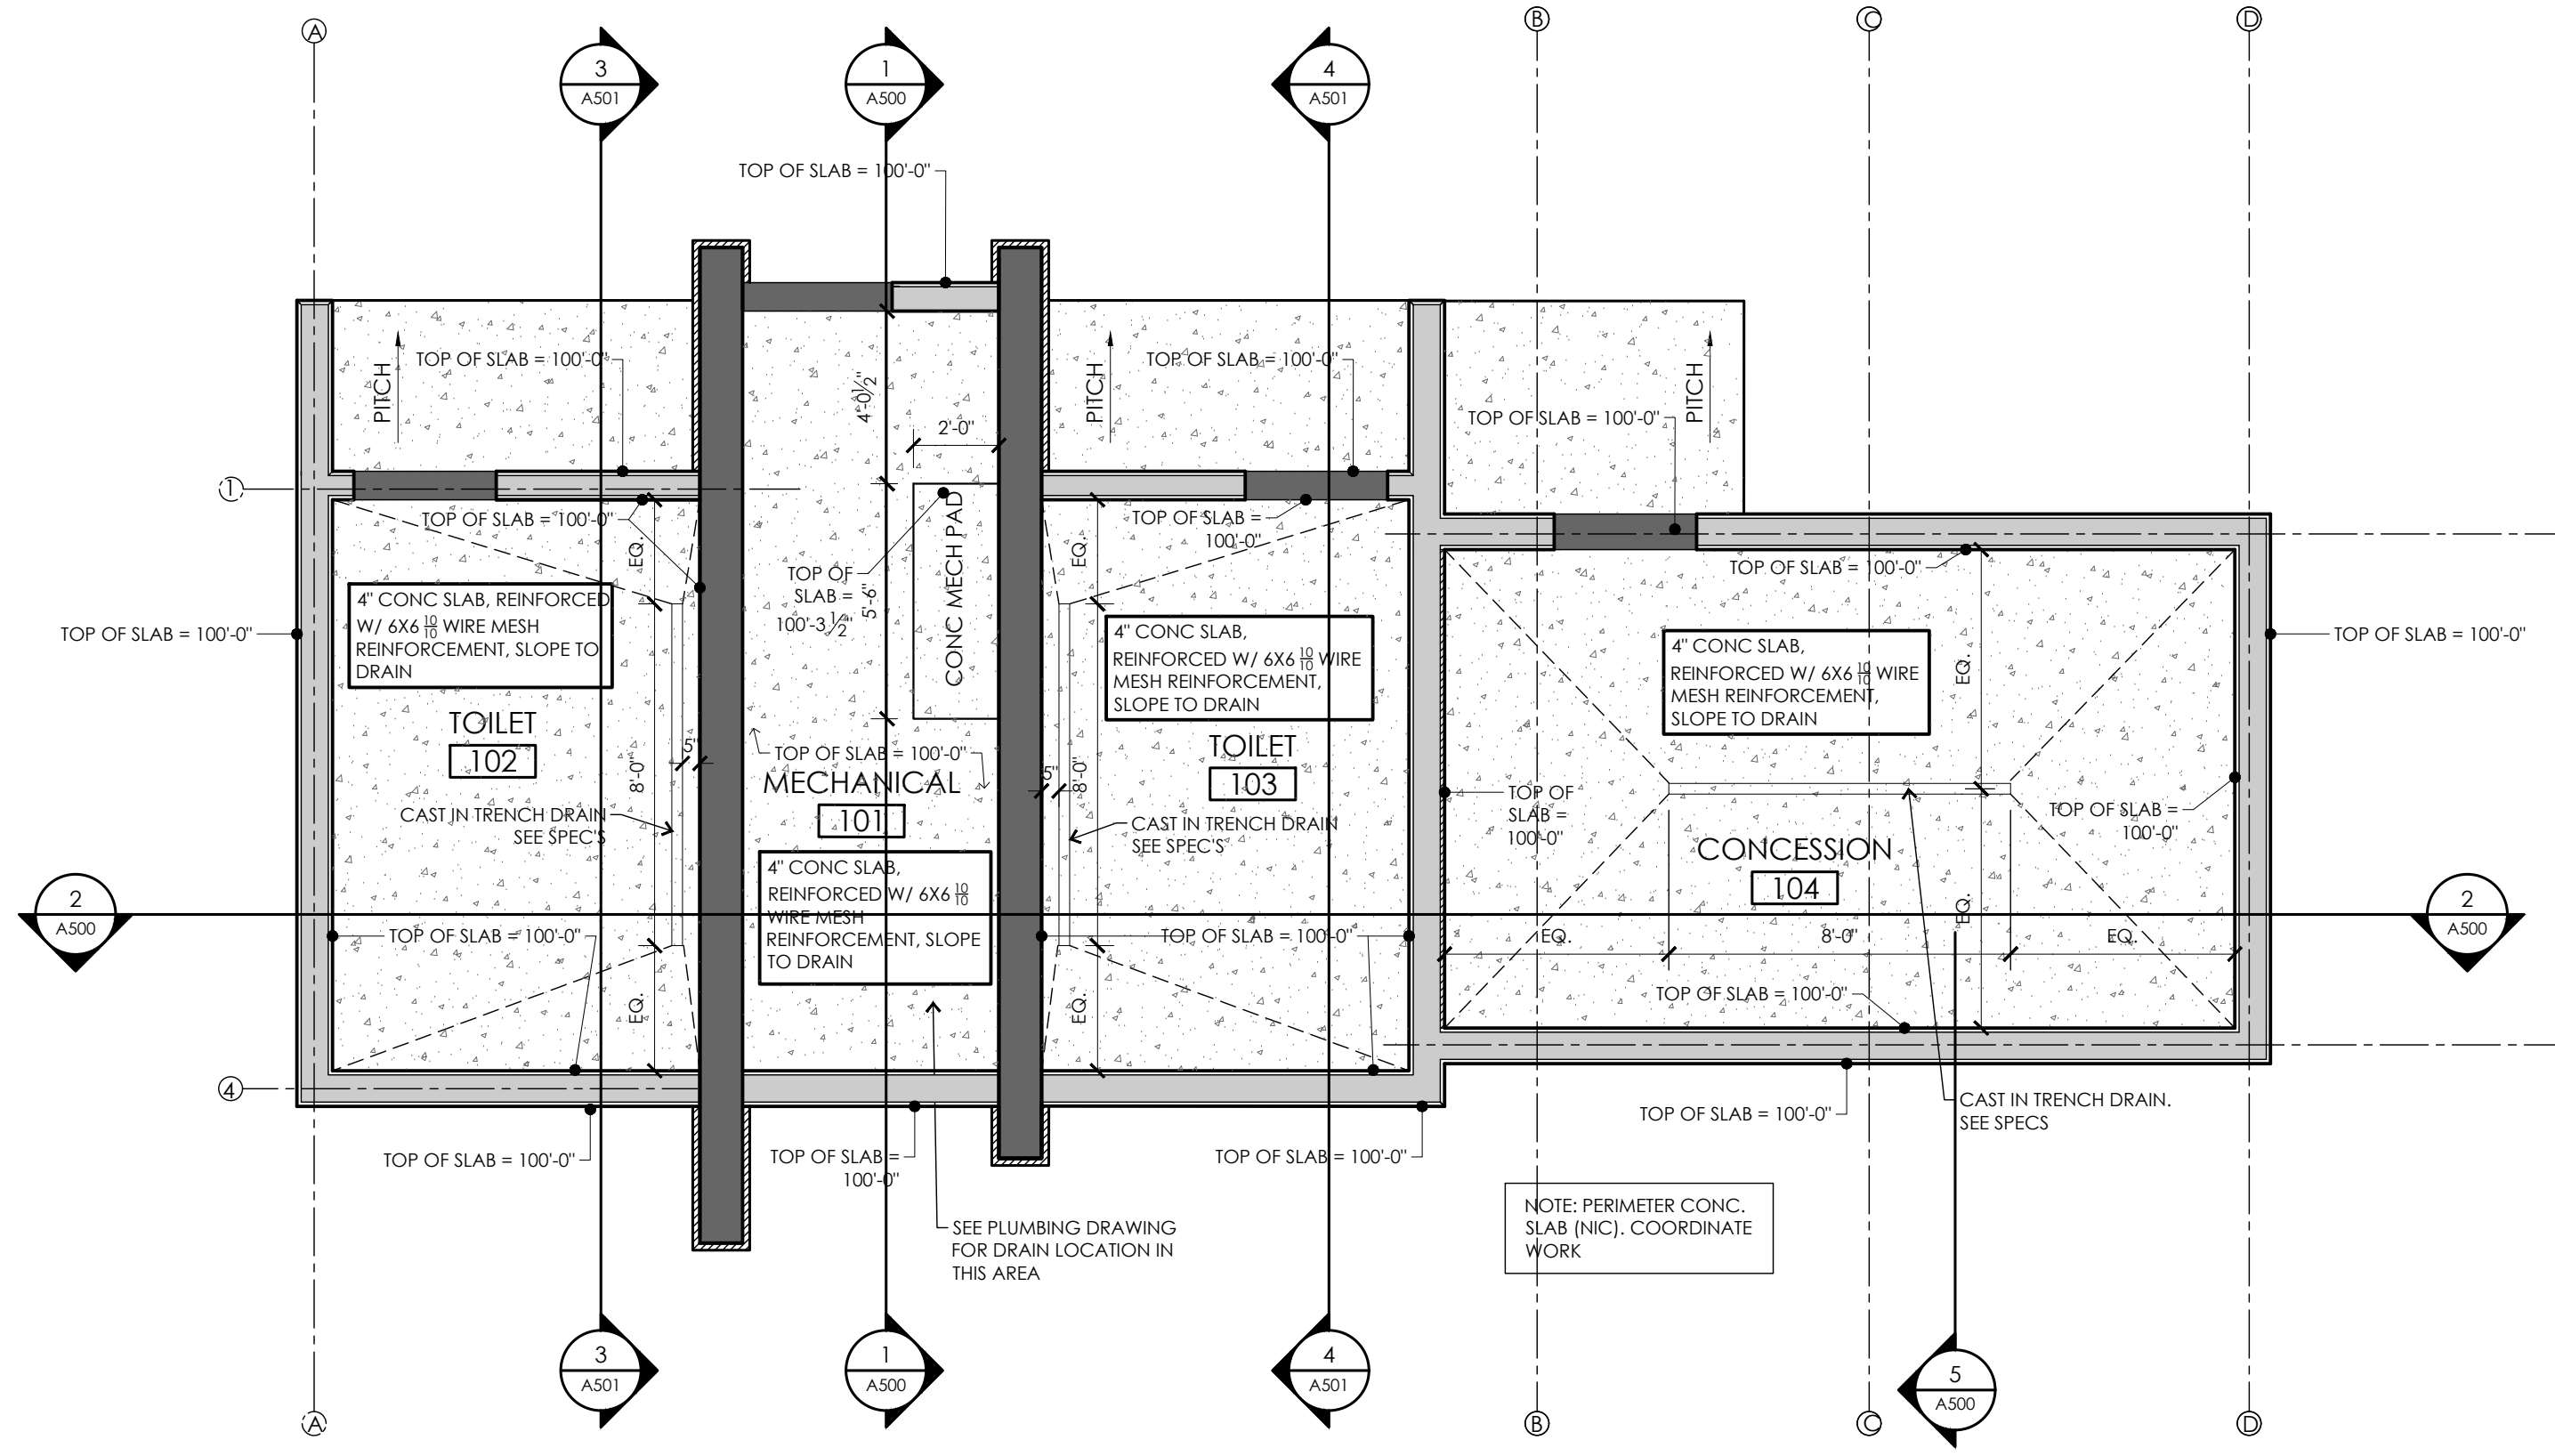 A
B
C
D
3
A501
1
A500
4
A501
TOP OF SLAB = 100'-0"
PITCH
TOP OF SLAB = 100'-0"
4'-0½"
2'-0"
PITCH
TOP OF SLAB = 100'-0"
PITCH
TOP OF SLAB = 100'-0"
1
TOP OF SLAB = 100'-0"
EQ.
TOP OF
SLAB =
100'-3 ½"
5'-6"
CONC MECH PAD
EQ.
TOP OF SLAB =
100'-0"
TOP OF SLAB = 100'-0"
4" CONC SLAB, REINFORCED
W/ 6X6 10/10 WIRE MESH
REINFORCEMENT, SLOPE TO
DRAIN
TOP OF SLAB = 100'-0"
4" CONC SLAB,
REINFORCED W/ 6X6 10/10 WIRE
MESH REINFORCEMENT,
SLOPE TO DRAIN
4" CONC SLAB,
REINFORCED W/ 6X6 10/10 WIRE
MESH REINFORCEMENT,
SLOPE TO DRAIN
EQ.
TOP OF SLAB = 100'-0"
TOILET
102
5"
8'-0"
TOP OF SLAB = 100'-0"
MECHANICAL
101
5"
8'-0"
TOILET
103
CAST IN TRENCH DRAIN
SEE SPEC'S
CAST IN TRENCH DRAIN
SEE SPEC'S
TOP OF
SLAB =
100'-0"
TOP OF SLAB =
100'-0"
CONCESSION
104
4" CONC SLAB,
REINFORCED W/ 6X6 10/10
WIRE MESH
REINFORCEMENT, SLOPE
TO DRAIN
2
A500
2
A500
TOP OF SLAB = 100'-0"
TOP OF SLAB = 100'-0"
EQ.
EQ.
8'-0"
EQ.
EQ.
EQ.
TOP OF SLAB = 100'-0"
4
TOP OF SLAB = 100'-0"
CAST IN TRENCH DRAIN.
SEE SPECS
TOP OF SLAB = 100'-0"
TOP OF SLAB =
100'-0"
TOP OF SLAB = 100'-0"
SEE PLUMBING DRAWING
FOR DRAIN LOCATION IN
THIS AREA
NOTE: PERIMETER CONC.
SLAB (NIC). COORDINATE
WORK
3
A501
1
A500
4
A501
5
A500
A
B
C
D